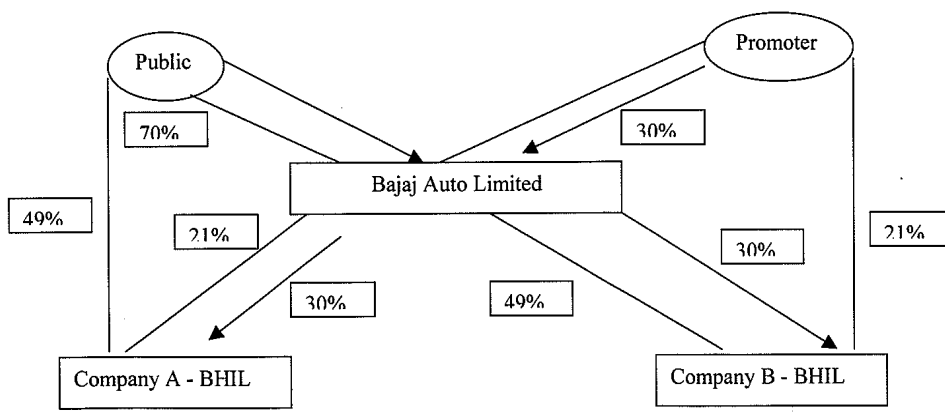 Public
Promoter
70%
30%
Bajaj Auto Limited
49%
21%
30%
21%
30%
49%
Company A - BHIL
Company B - BHIL